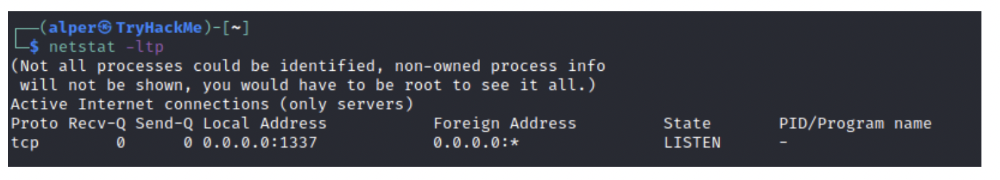 ┌──(alper㉿TryHackMe)-[~]
└─$ netstat -ltp
(Not all processes could be identified, non-owned process info
 will not be shown, you would have to be root to see it all.)
Active Internet connections (only servers)
Proto Recv-Q Send-Q Local Address           Foreign Address         State       PID/Program name
tcp        0      0 0.0.0.0:1337            0.0.0.0:*               LISTEN      -